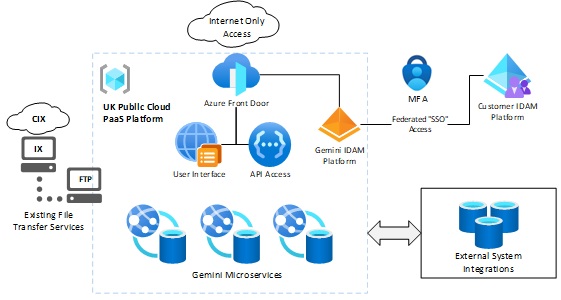 Internet Only
Access
UK Public Cloud
PaaS Platform
Azure Front Door
MFA
Customer IDAM
Platform
CIX
IX
FTP
Existing File
Transfer Services
User Interface
API Access
Gemini IDAM
Platform
Federated "SSO"
Access
Gemini Microservices
External System
Integrations